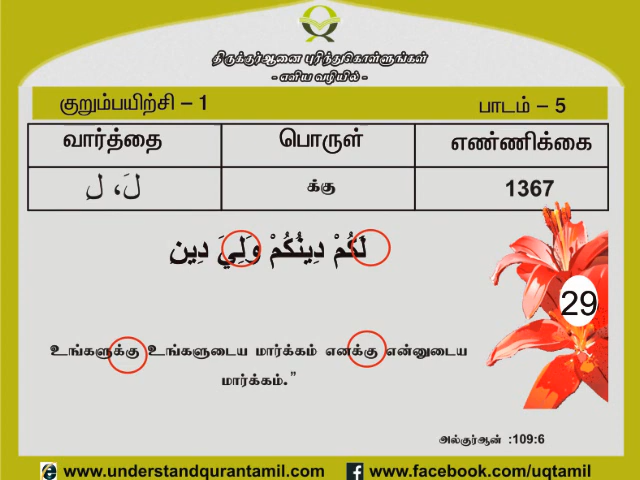 திருக்குர்ஆனை புரிந்துகொள்ளுங்கள்
- எளிய வழியில் -
குறும்பயிற்சி – 1 பாடம் – 5
வார்த்தை பொருள் எண்ணிக்கை
لَ، لِ க்கு 1367
لَكُمْ دِينُكُمْ وَلِيَ دِينِ
29
உங்களுக்கு உங்களுடைய மார்க்கம் எனக்கு என்னுடைய
மார்க்கம்.”
அல்குர்ஆன் :109:6
www.understandqurantamil.com www.facebook.com/uqtamil